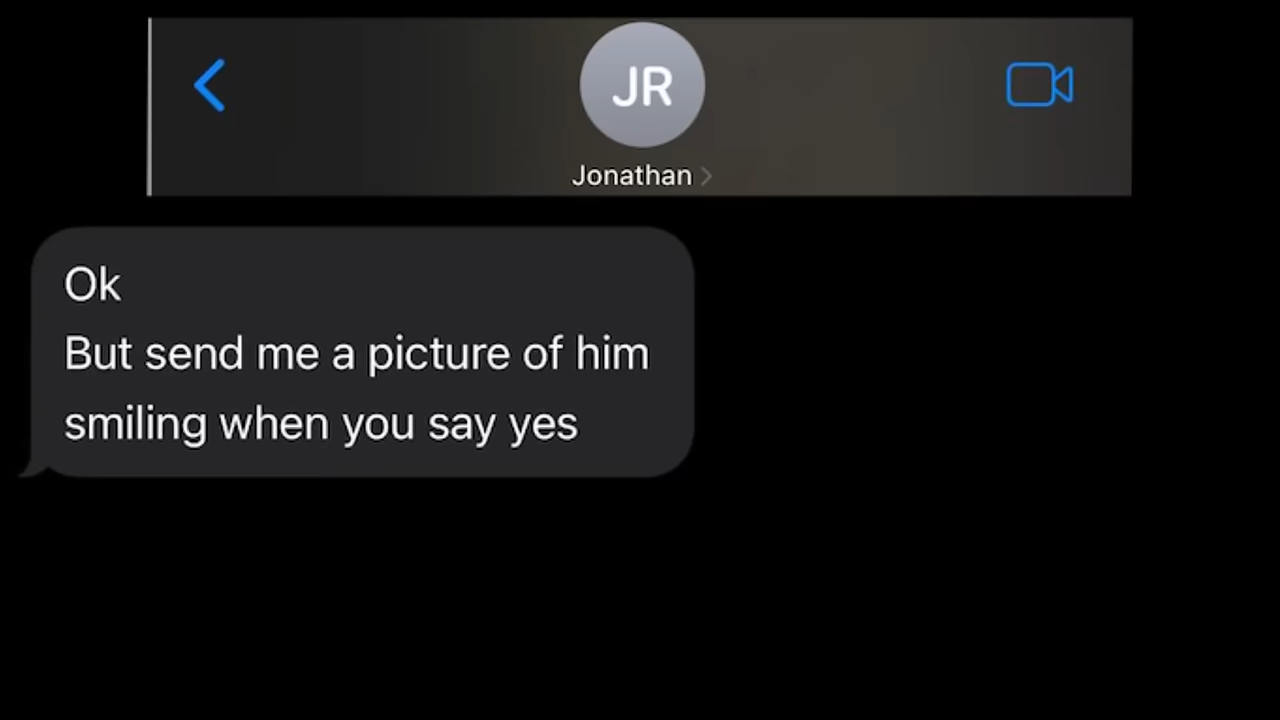 JR
Jonathan
Ok
But send me a picture of him
smiling when you say yes